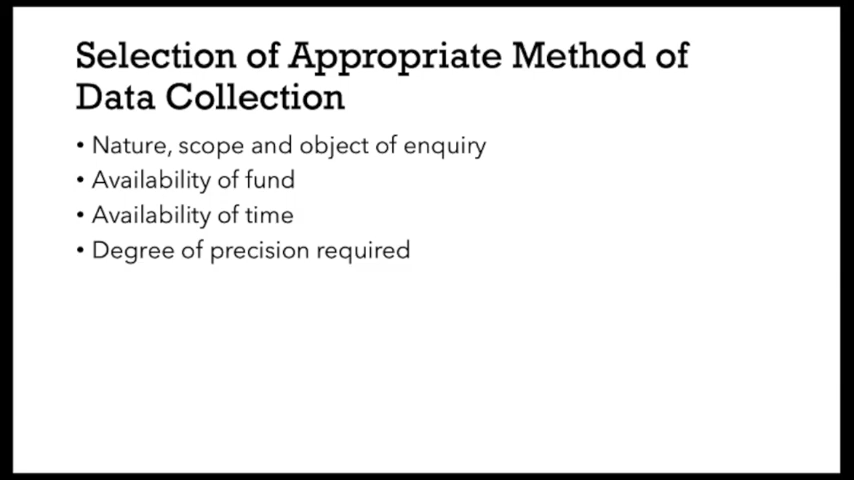 Selection of Appropriate Method of
Data Collection
• Nature, scope and object of enquiry
• Availability of fund
• Availability of time
• Degree of precision required